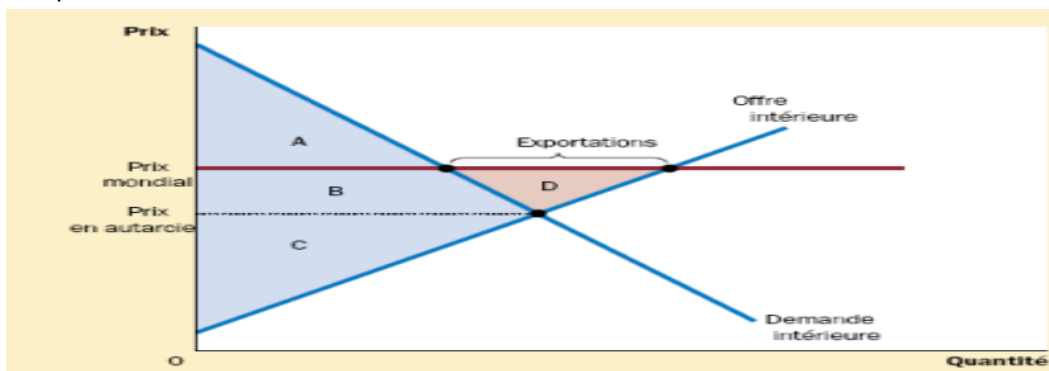 Prix
Offre
intérieure
A
Exportations
Prix
mondial
D
B
Prix
en autarcie
C
Demande
intérieure
O
Quantité